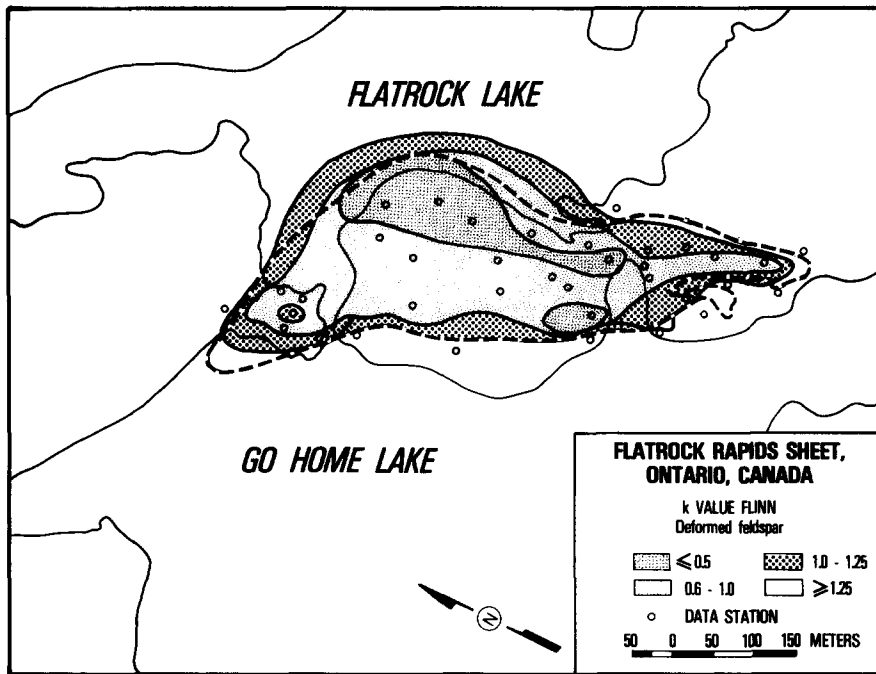 FLATROCK LAKE
GO HOME LAKE
FLATROCK RAPIDS SHEET,
ONTARIO, CANADA
k VALUE FLINN
Deformed feldspar
≤0.5 1.0 - 1.25
0.6 - 1.0 ≥1.25
DATA STATION
50 0 50 100 150 METERS
N